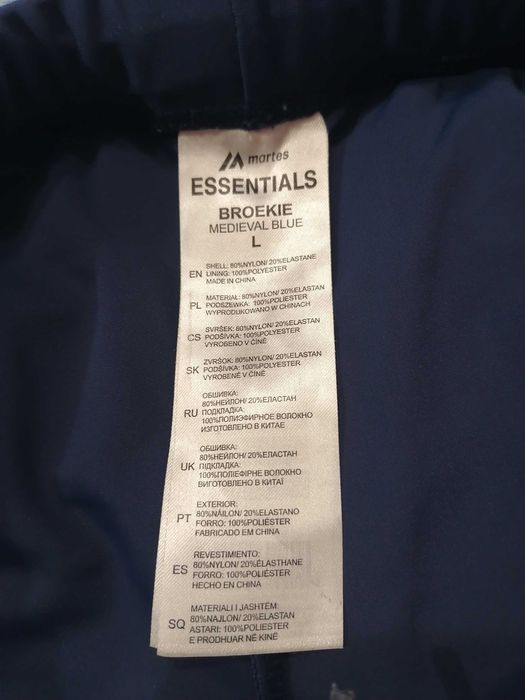 martes
ESSENTIALS
BROEKIE
MEDIEVAL BLUE
L
EN SHELL: 80%NYLON/ 20%ELASTANE
LINING: 100%POLYESTER
MADE IN CHINA
PL MATERIAŁ: 80%NYLON/ 20%ELASTAN
PODSZEWKA: 100%POLIESTER
WYPRODUKOWANO W CHINACH
CS SVRŠEK: 80%NYLON/ 20%ELASTAN
PODŠÍVKA: 100%POLYESTER
VYROBENO V ČÍNĚ
SK ZVRŠOK: 80%NYLON/ 20%ELASTAN
PODŠÍVKA: 100%POLYESTER
VYROBENÉ V ČÍNĚ
RU ОБШИВКА:
80%НЕЙЛОН/ 20%ЕЛАСТАН
ПОДКЛАДКА:
100%ПОЛИЭФИРНОЕ ВОЛОКНО
ИЗГОТОВЛЕНО В КИТАЕ
UK ОБШИВКА:
80%НЕЙЛОН/ 20%ЕЛАСТАН
ПІДКЛАДКА:
100%ПОЛІЕФІРНЕ ВОЛОКНО
ВИГОТОВЛЕНО В КИТАЇ
PT EXTERIOR:
80%NÁILON/ 20%ELASTANO
FORRO: 100%POLIÉSTER
FABRICADO EM CHINA
ES REVESTIMIENTO:
80%NYLON/ 20%ELASTHANE
FORRO: 100%POLYÉSTER
HECHO EN CHINA
SQ MATERIALI I JASHTËM:
80%NAJLON/ 20%ELASTAN
ASTARI: 100%POLIESTER
E PRODHUAR NË KINË